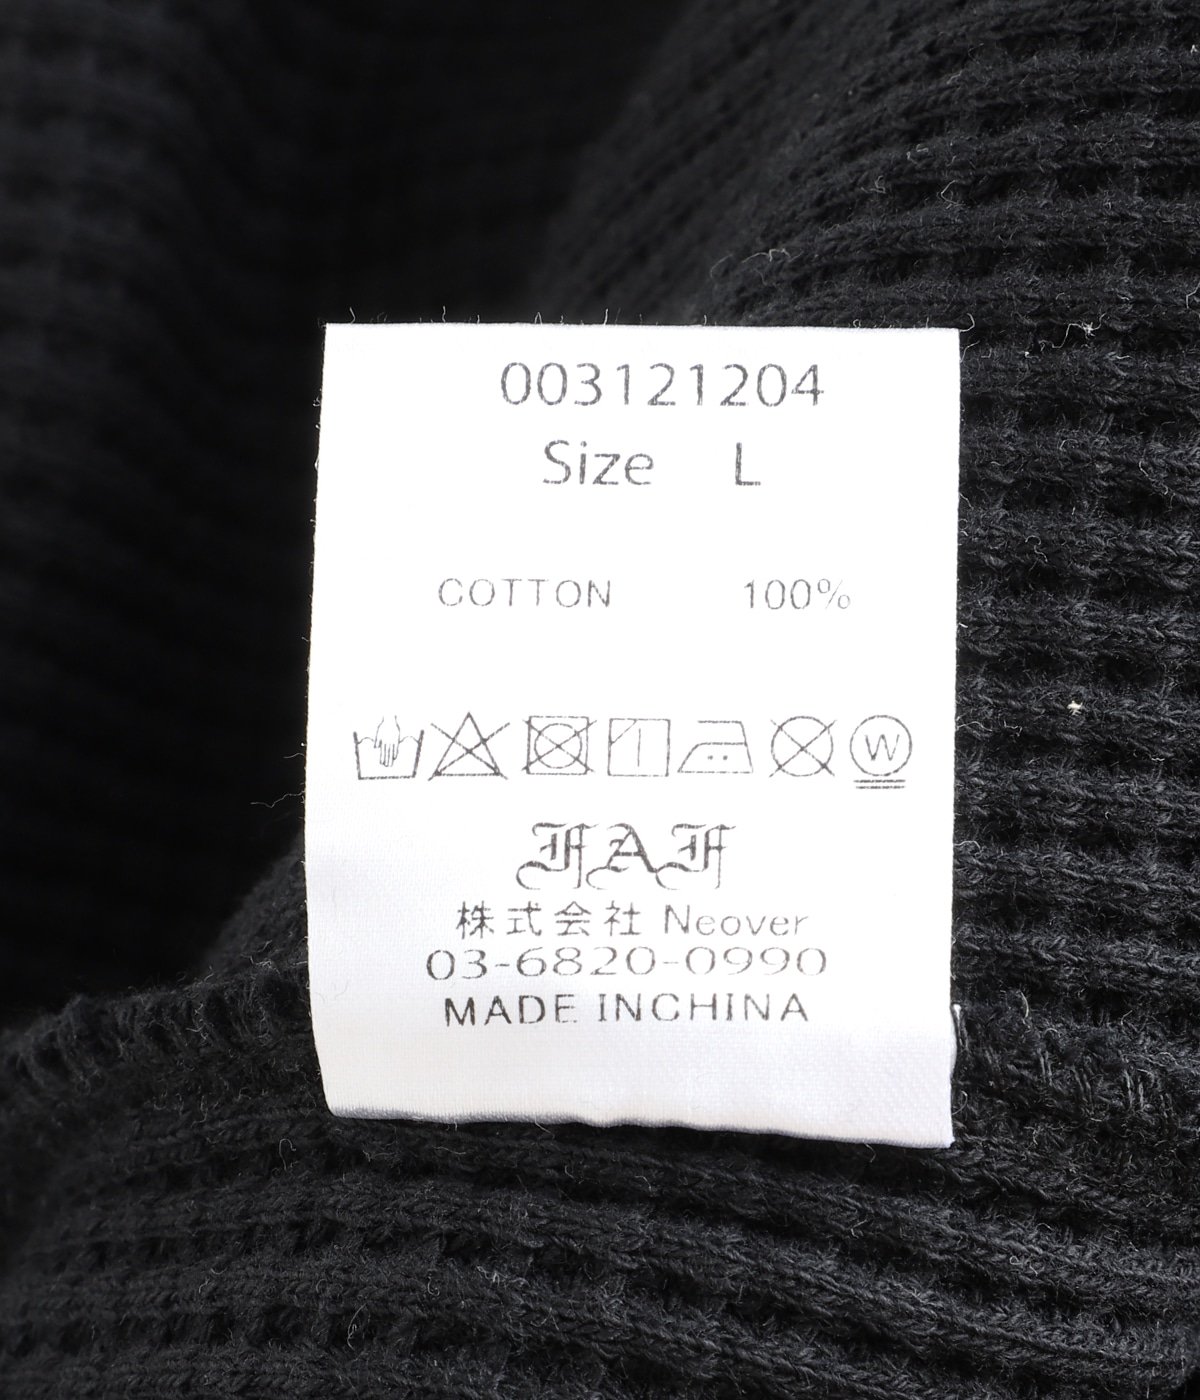 003121204
Size L
COTTON 100%
W
FAF
株式会社 Neover
03-6820-0990
MADE INCHINA